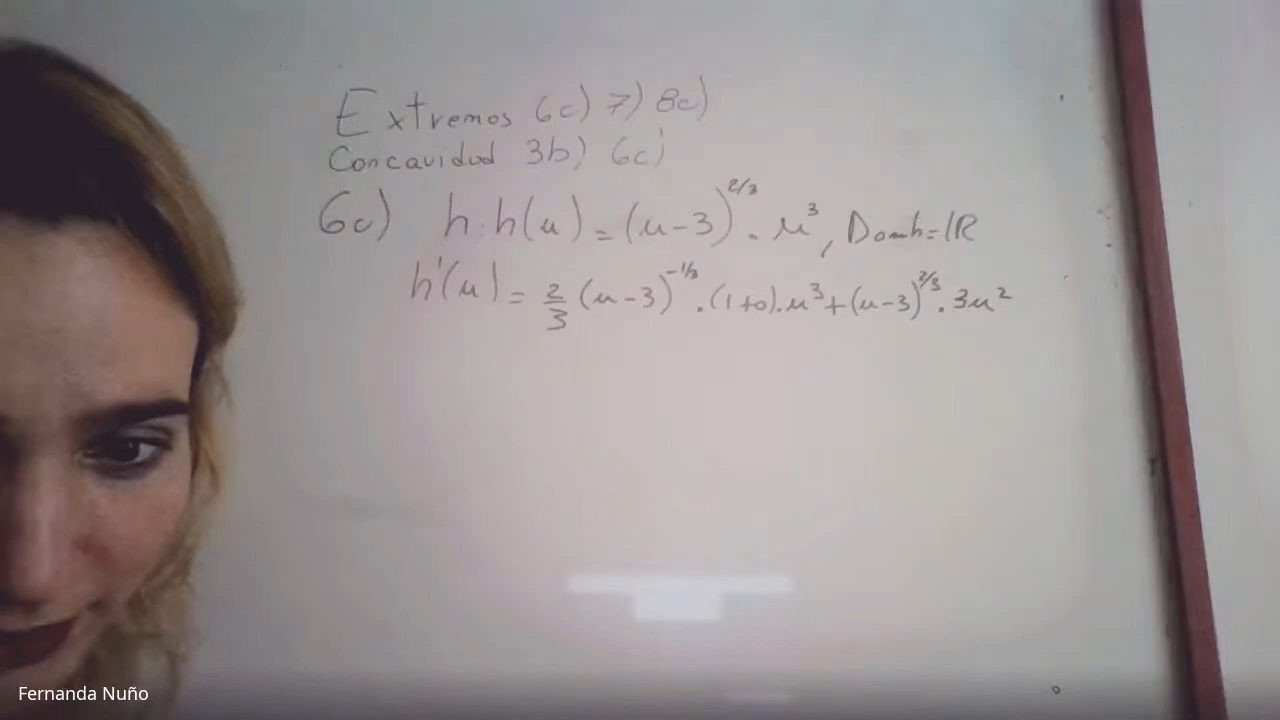 Extremos 6c) 7) 8c)
Concavidad 3b) 6c)
6c) h: h(u) = (u-3)^{2/3} . u^3, Dom h = IR
h'(u) = 2/3 (u-3)^{-1/3} . (1+0) . u^3 + (u-3)^{2/3} . 3u^2
Fernanda Nuño